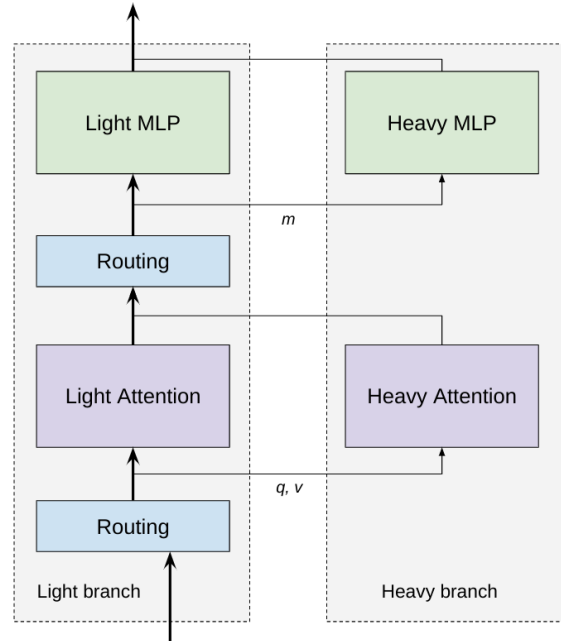 Light MLP
Heavy MLP
m
Routing
Light Attention
Heavy Attention
q, v
Routing
Light branch
Heavy branch